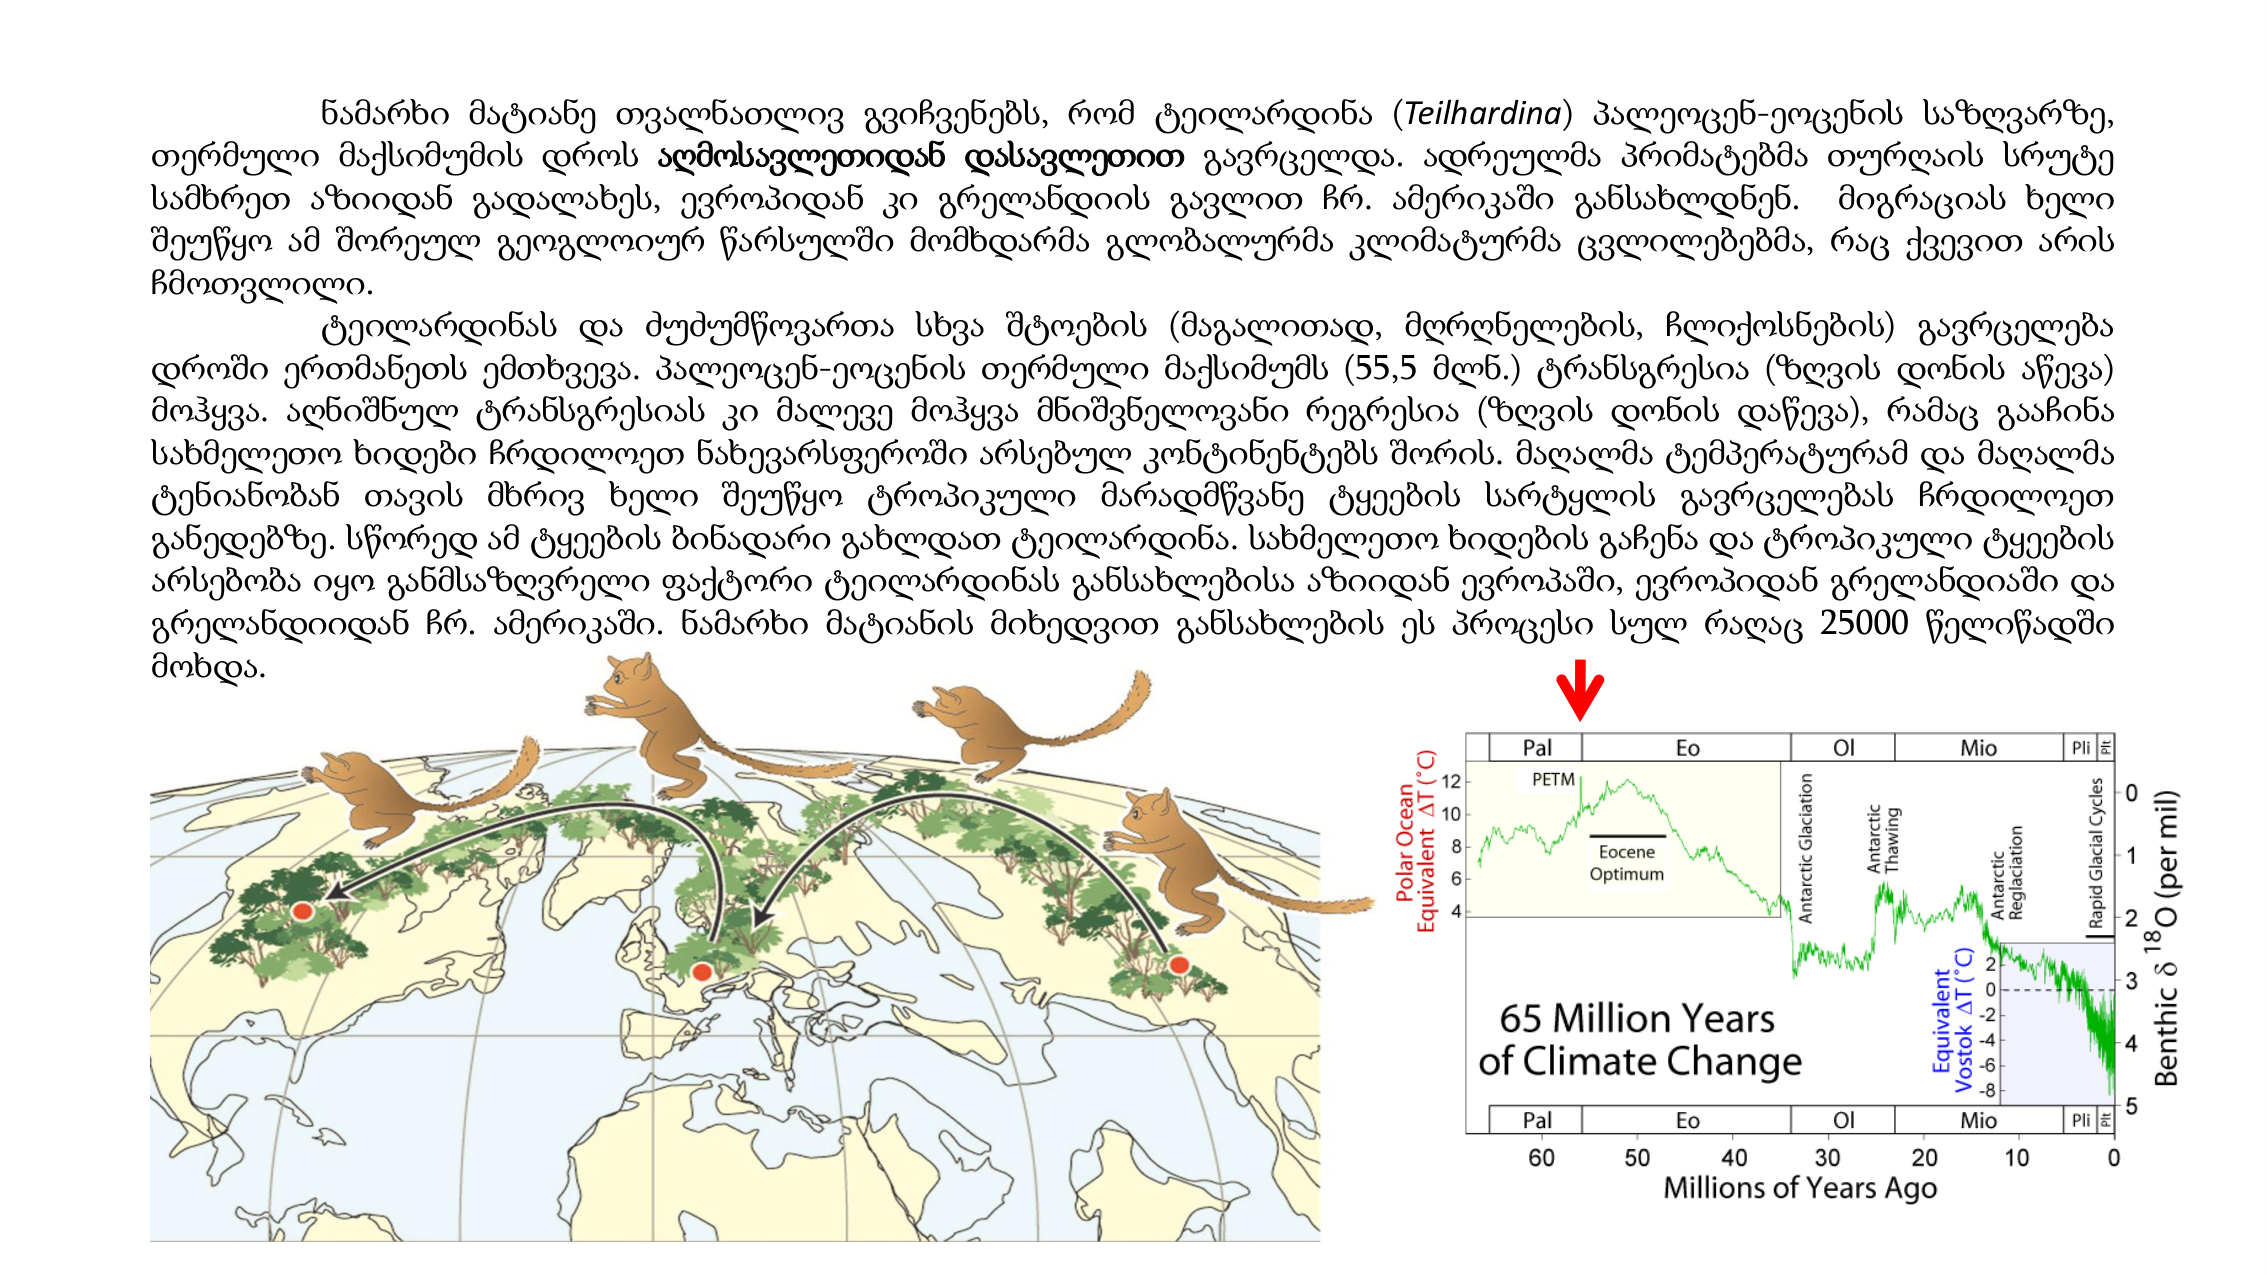 ნამარხი მატიანე თვალნათლივ გვიჩვენებს, რომ ტეილარდინა (Teilhardina) პალეოცენ-ეოცენის საზღვარზე,
თერმული მაქსიმუმის დროს აღმოსავლეთიდან დასავლეთით გავრცელდა. ადრეულმა პრიმატებმა თურღაის სრუტე
სამხრეთ აზიიდან გადალახეს, ევროპიდან კი გრელანდიის გავლით ჩრ. ამერიკაში განსახლდნენ. მიგრაციას ხელი
შეუწყო ამ შორეულ გეოგლოიურ წარსულში მომხდარმა გლობალურმა კლიმატურმა ცვლილებებმა, რაც ქვევით არის
ჩმოთვლილი.
ტეილარდინას და ძუძუმწოვართა სხვა შტოების (მაგალითად, მღრღნელების, ჩლიქოსნების) გავრცელება
დროში ერთმანეთს ემთხვევა. პალეოცენ-ეოცენის თერმული მაქსიმუმს (55,5 მლნ.) ტრანსგრესია (ზღვის დონის აწევა)
მოჰყვა. აღნიშნულ ტრანსგრესიას კი მალევე მოჰყვა მნიშვნელოვანი რეგრესია (ზღვის დონის დაწევა), რამაც გააჩინა
სახმელეთო ხიდები ჩრდილოეთ ნახევარსფეროში არსებულ კონტინენტებს შორის. მაღალმა ტემპერატურამ და მაღალმა
ტენიანობან თავის მხრივ ხელი შეუწყო ტროპიკული მარადმწვანე ტყეების სარტყლის გავრცელებას ჩრდილოეთ
განედებზე. სწორედ ამ ტყეების ბინადარი გახლდათ ტეილარდინა. სახმელეთო ხიდების გაჩენა და ტროპიკული ტყეების
არსებობა იყო განმსაზღვრელი ფაქტორი ტეილარდინას განსახლებისა აზიიდან ევროპაში, ევროპიდან გრელანდიაში და
გრელანდიიდან ჩრ. ამერიკაში. ნამარხი მატიანის მიხედვით განსახლების ეს პროცესი სულ რაღაც 25000 წელიწადში
მოხდა.
Pal Eo Ol Mio Pli Plt
Polar Ocean
Equivalent ΔT (°C)
12
10
8
6
4
PETM
Eocene
Optimum
Antarctic Glaciation
Antarctic
Thawing
Antarctic
Reglaciation
Rapid Glacial Cycles
0
1
2
3
4
5
Benthic δ 18O (per mil)
Equivalent
Vostok ΔT (°C)
2
0
-2
-4
-6
-8
65 Million Years
of Climate Change
Pal Eo Ol Mio Pli Plt
60 50 40 30 20 10 0
Millions of Years Ago